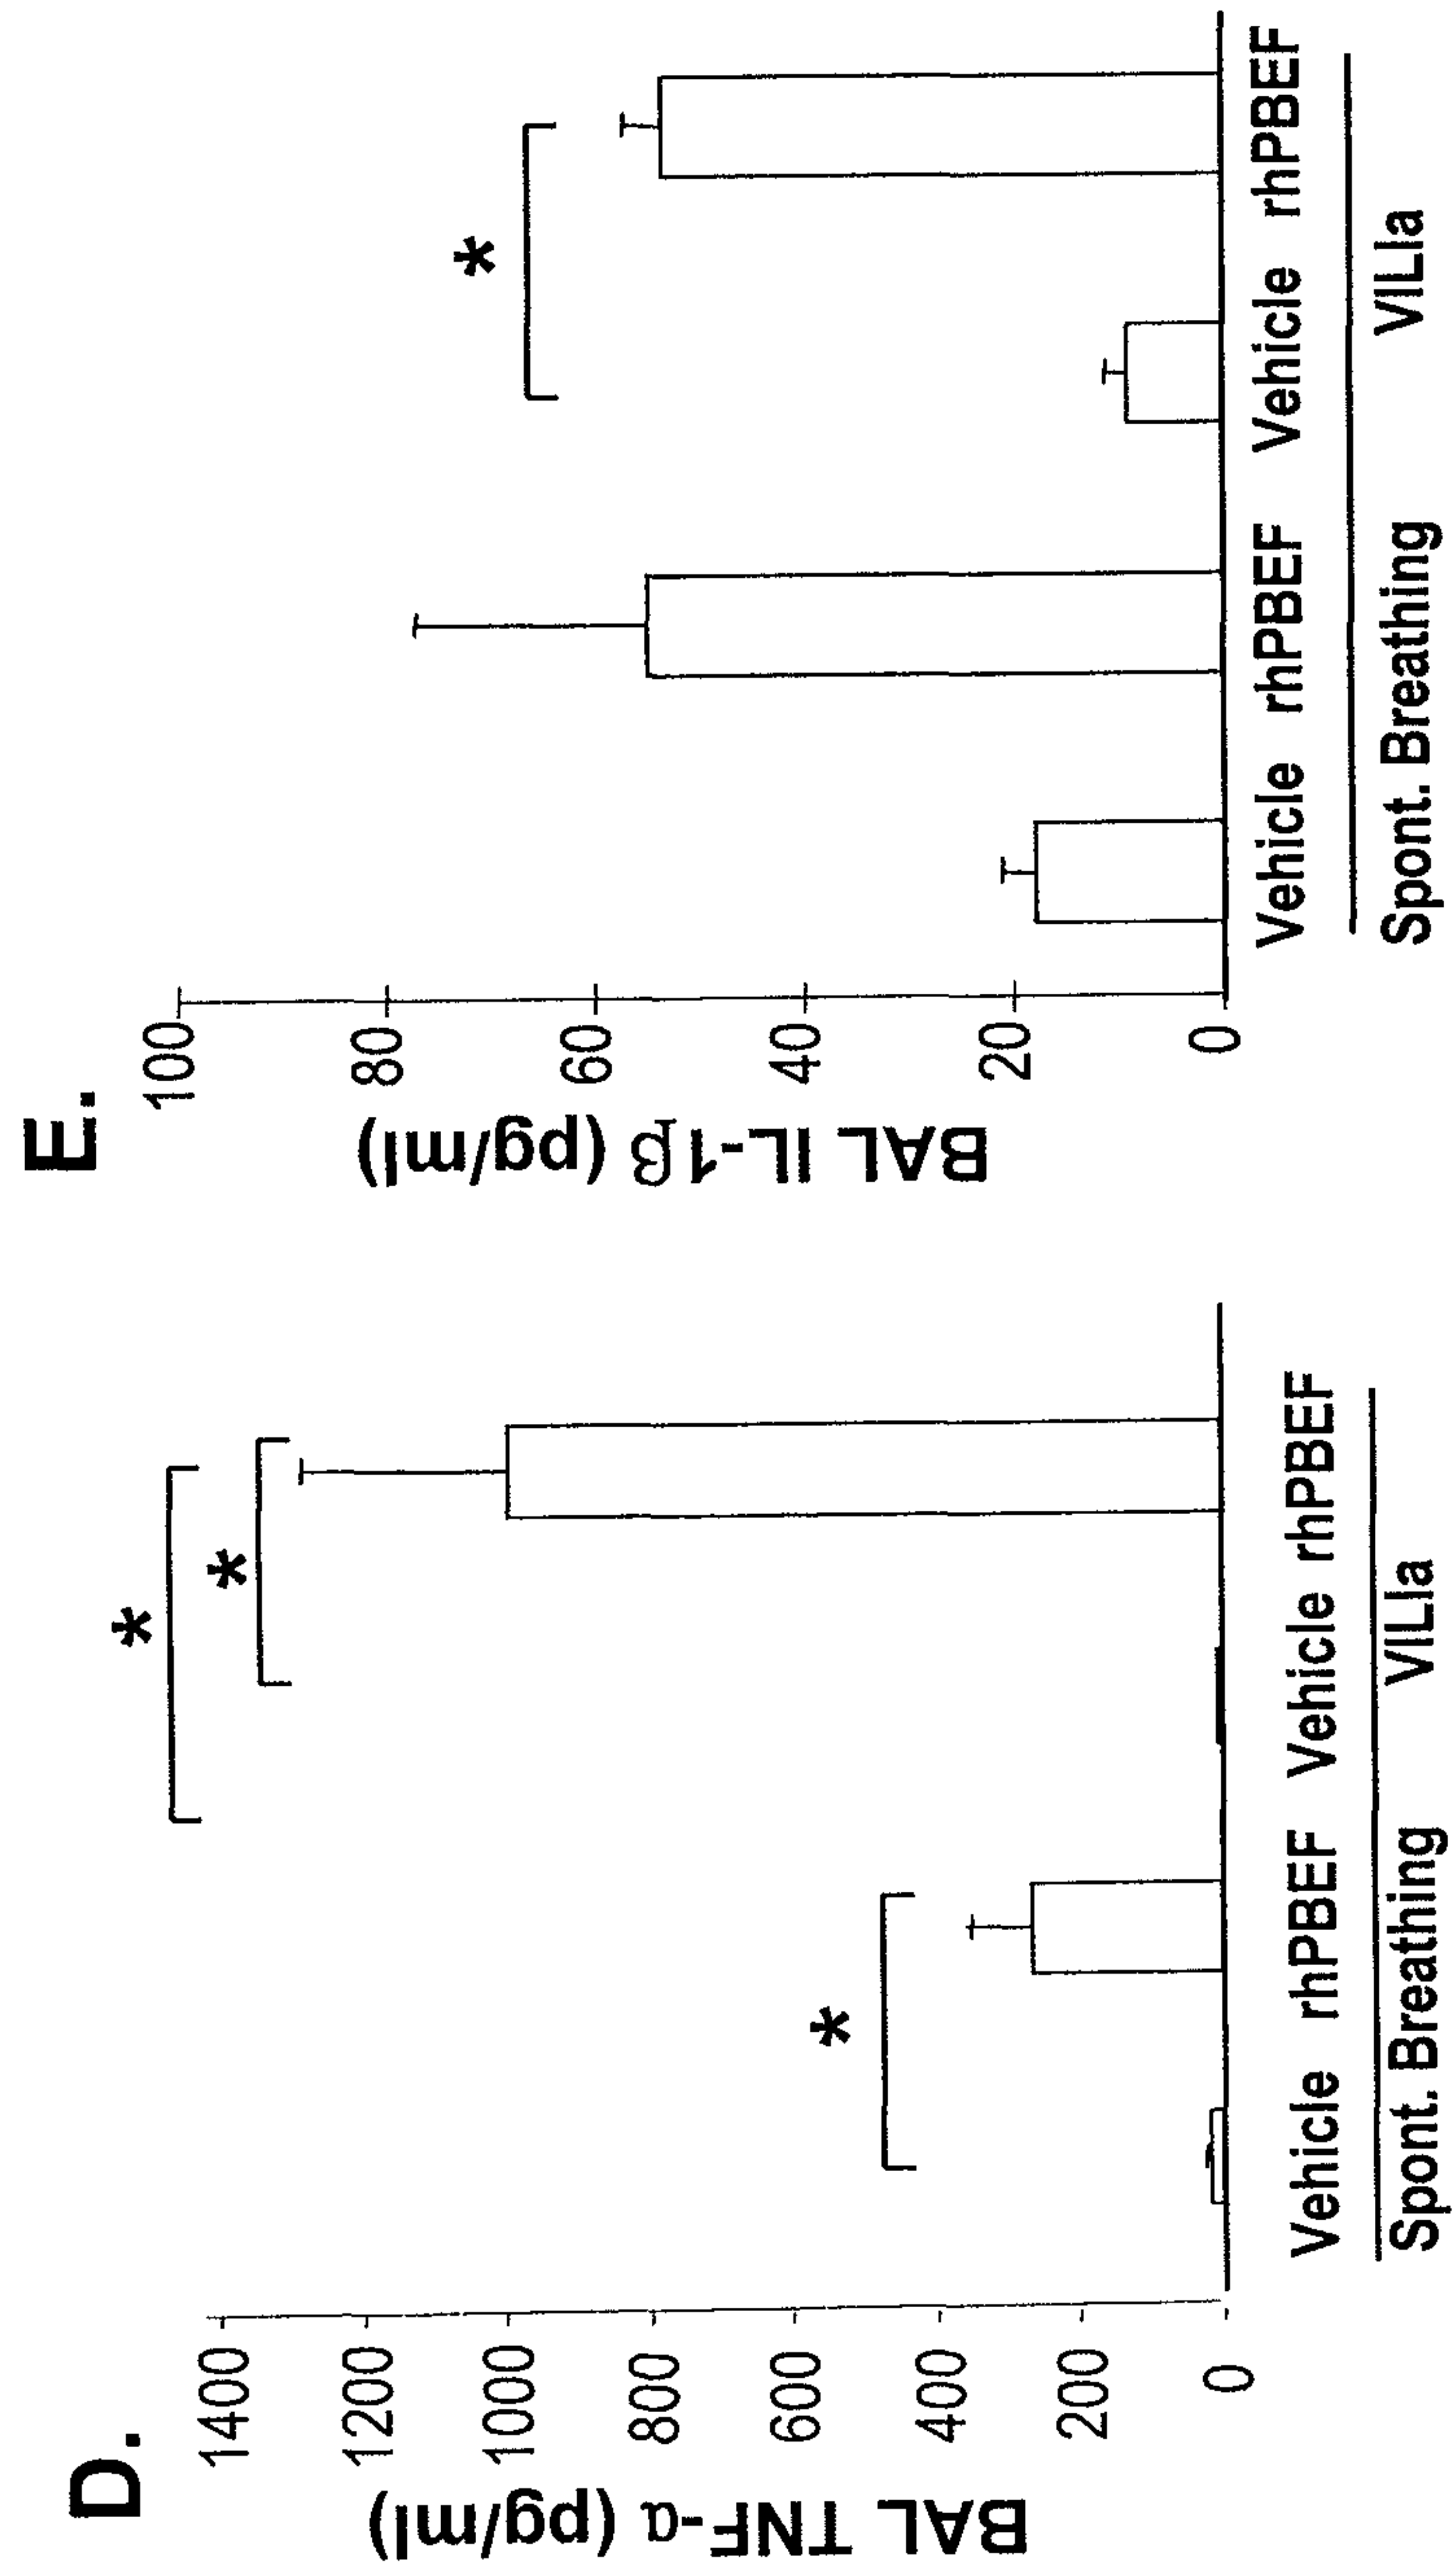 D.
BAL TNF-α (pg/ml)
1400
1200
1000
800
600
400
200
0
*
*
*
Vehicle rhPBEF Vehicle rhPBEF
Spont. Breathing VILIa
E.
BAL IL-1β (pg/ml)
100
80
60
40
20
0
*
Vehicle rhPBEF Vehicle rhPBEF
Spont. Breathing VILIa